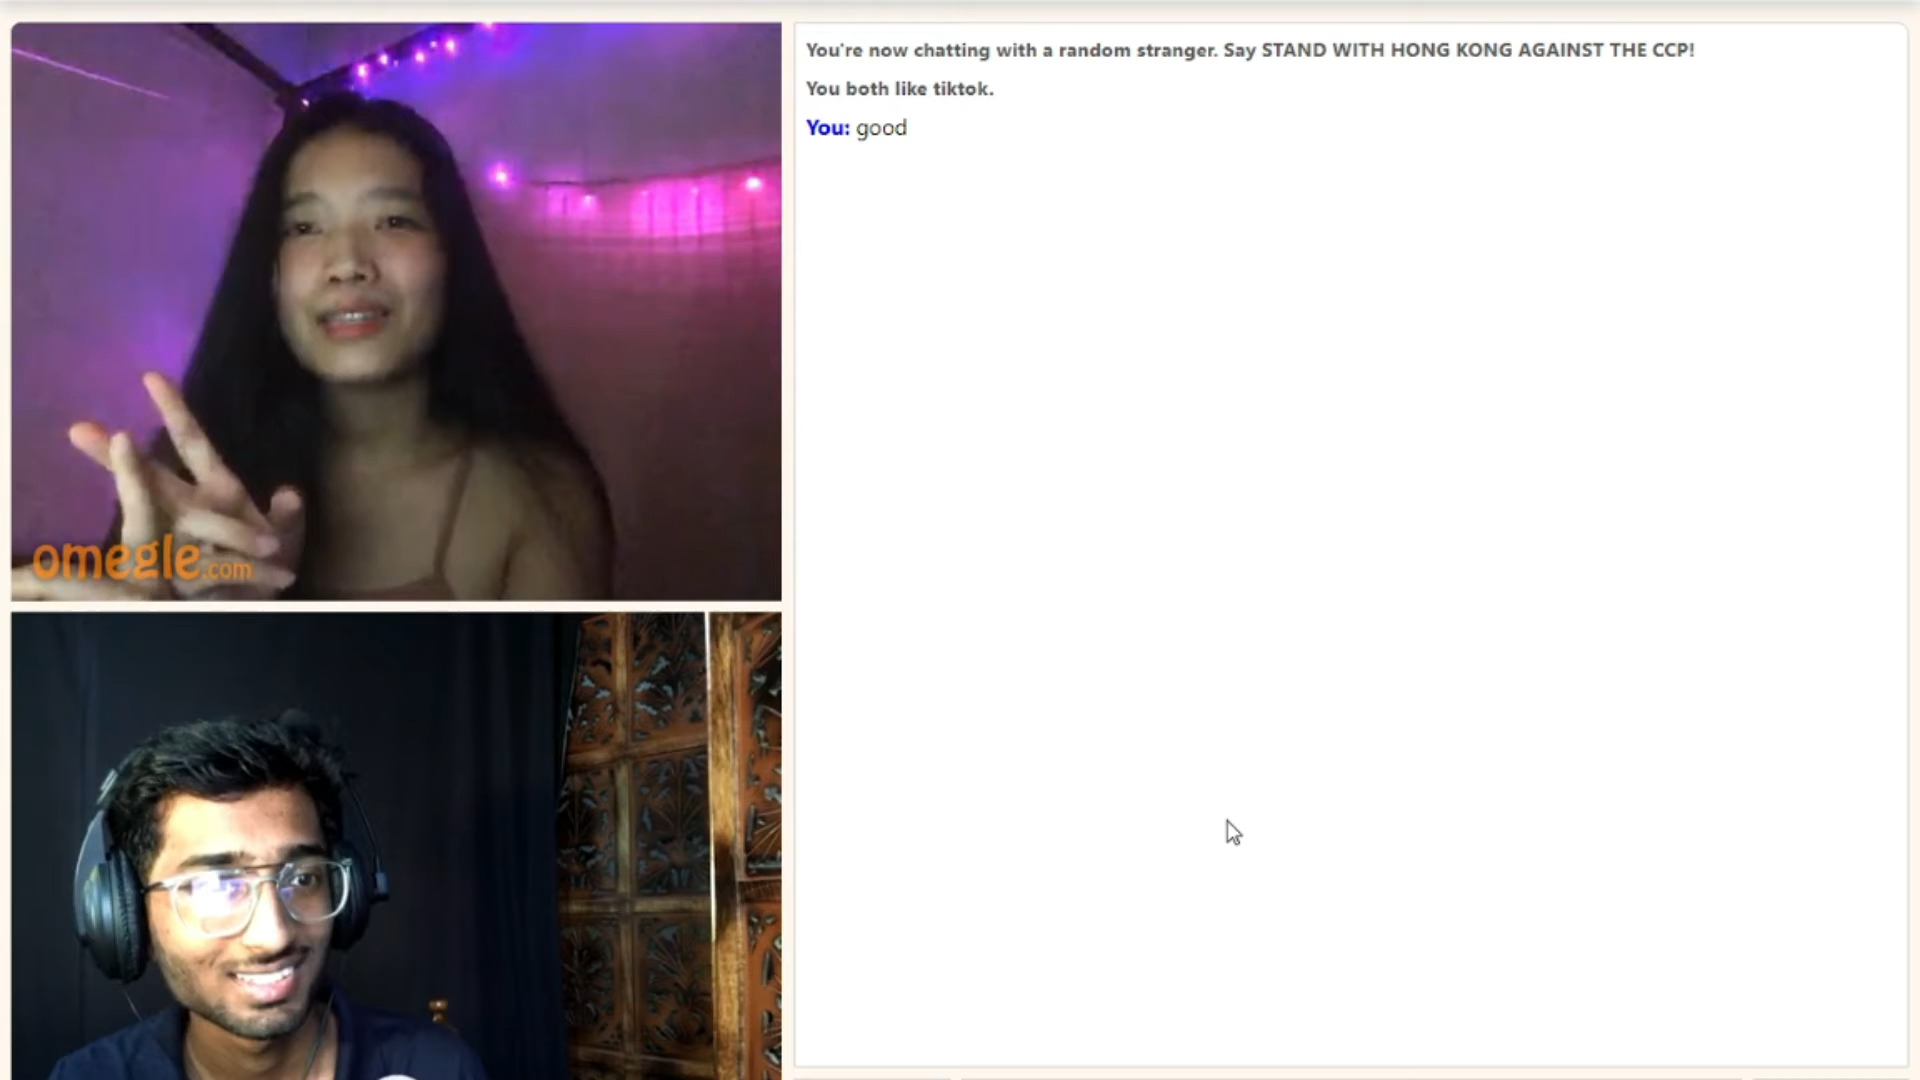 You're now chatting with a random stranger. Say STAND WITH HONG KONG AGAINST THE CCP!
You both like tiktok.
You: good
omegle.com